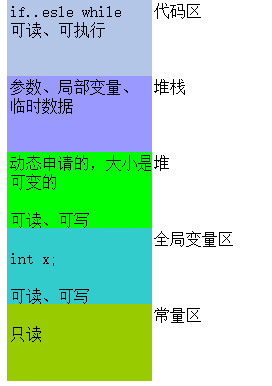 if..esle while
代码区
可读、可执行
参数、局部变量、
堆栈
临时数据
动态申请的，大小是
堆
可变的
可读、可写
全局变量区
int x;
可读、可写
常量区
只读